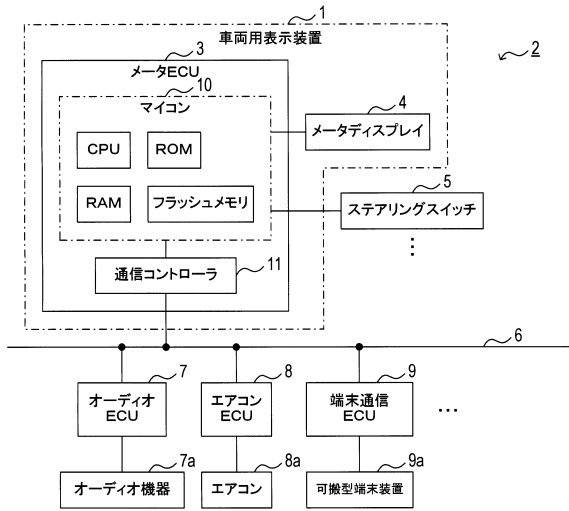 1
車両用表示装置
2
3
メータECU
10
マイコン
CPU
ROM
RAM
フラッシュメモリ
4
メータディスプレイ
5
ステアリングスイッチ
⋮
通信コントローラ
11
6
7
オーディオ
ECU
8
エアコン
ECU
9
端末通信
ECU
…
7a
オーディオ機器
8a
エアコン
9a
可搬型端末装置